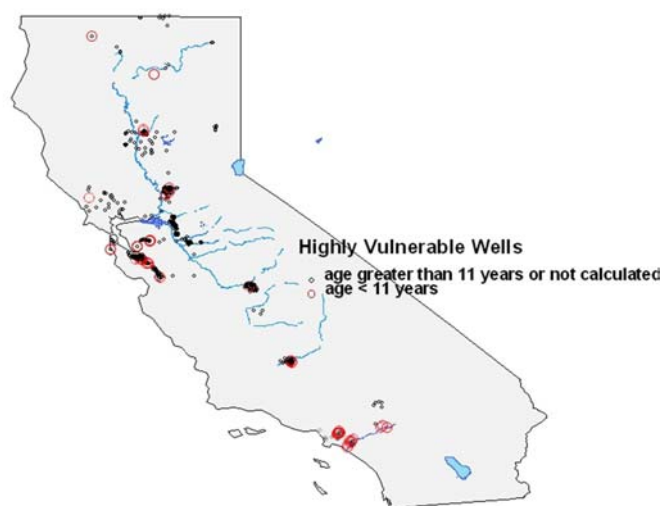 Highly Vulnerable Wells
age greater than 11 years or not calculated
age < 11 years